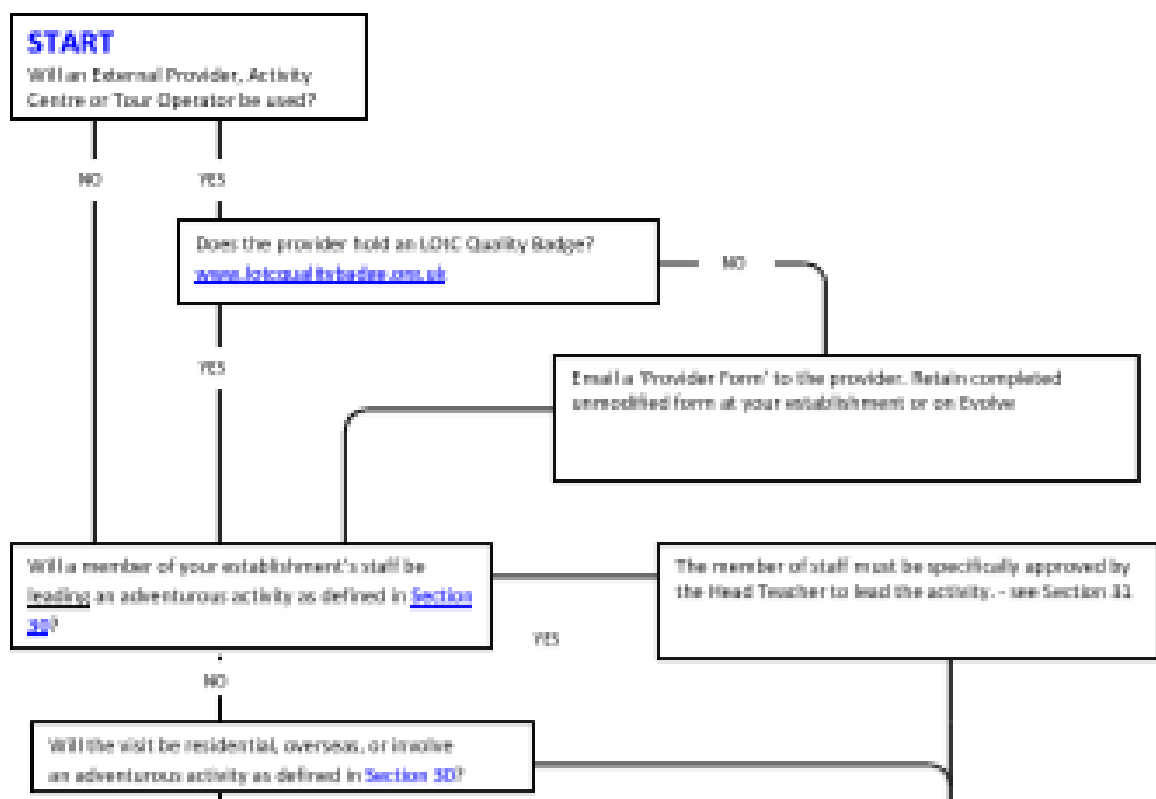 START
Will an External Provider, Activity
Centre or Tour Operator be used?
NO
YES
Does the provider hold an LOtC Quality Badge?
www.lotcqualitybadge.org.uk
NO
YES
Email a 'Provider Form' to the provider. Retain completed
unmodified form at your establishment or on Evolve
Will a member of your establishment's staff be
leading an adventurous activity as defined in Section
30?
The member of staff must be specifically approved by
the Head Teacher to lead the activity. - see Section 31
YES
NO
Will the visit be residential, overseas, or involve
an adventurous activity as defined in Section 30?